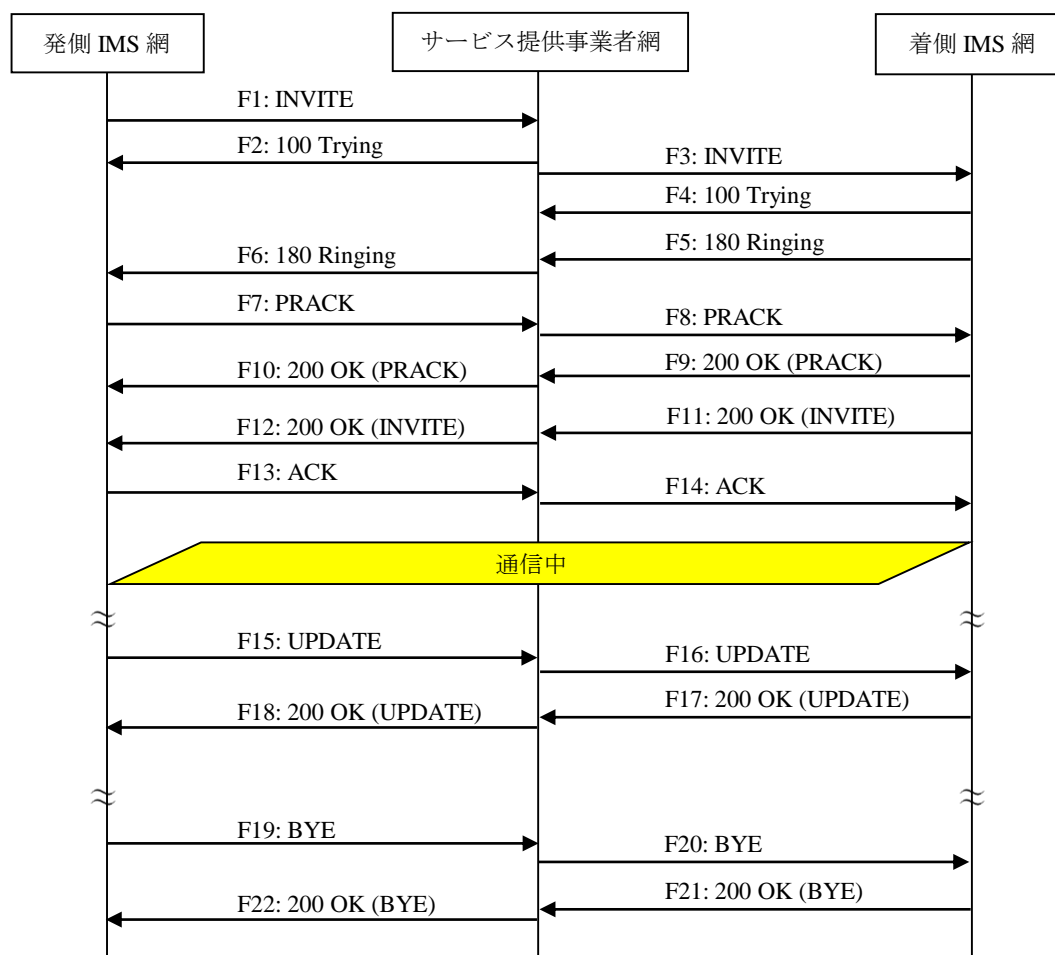 発側 IMS 網
サービス提供事業者網
着側 IMS 網
F1: INVITE
F2: 100 Trying
F3: INVITE
F4: 100 Trying
F5: 180 Ringing
F6: 180 Ringing
F7: PRACK
F8: PRACK
F9: 200 OK (PRACK)
F10: 200 OK (PRACK)
F11: 200 OK (INVITE)
F12: 200 OK (INVITE)
F13: ACK
F14: ACK
通信中
F15: UPDATE
F16: UPDATE
F17: 200 OK (UPDATE)
F18: 200 OK (UPDATE)
F19: BYE
F20: BYE
F21: 200 OK (BYE)
F22: 200 OK (BYE)